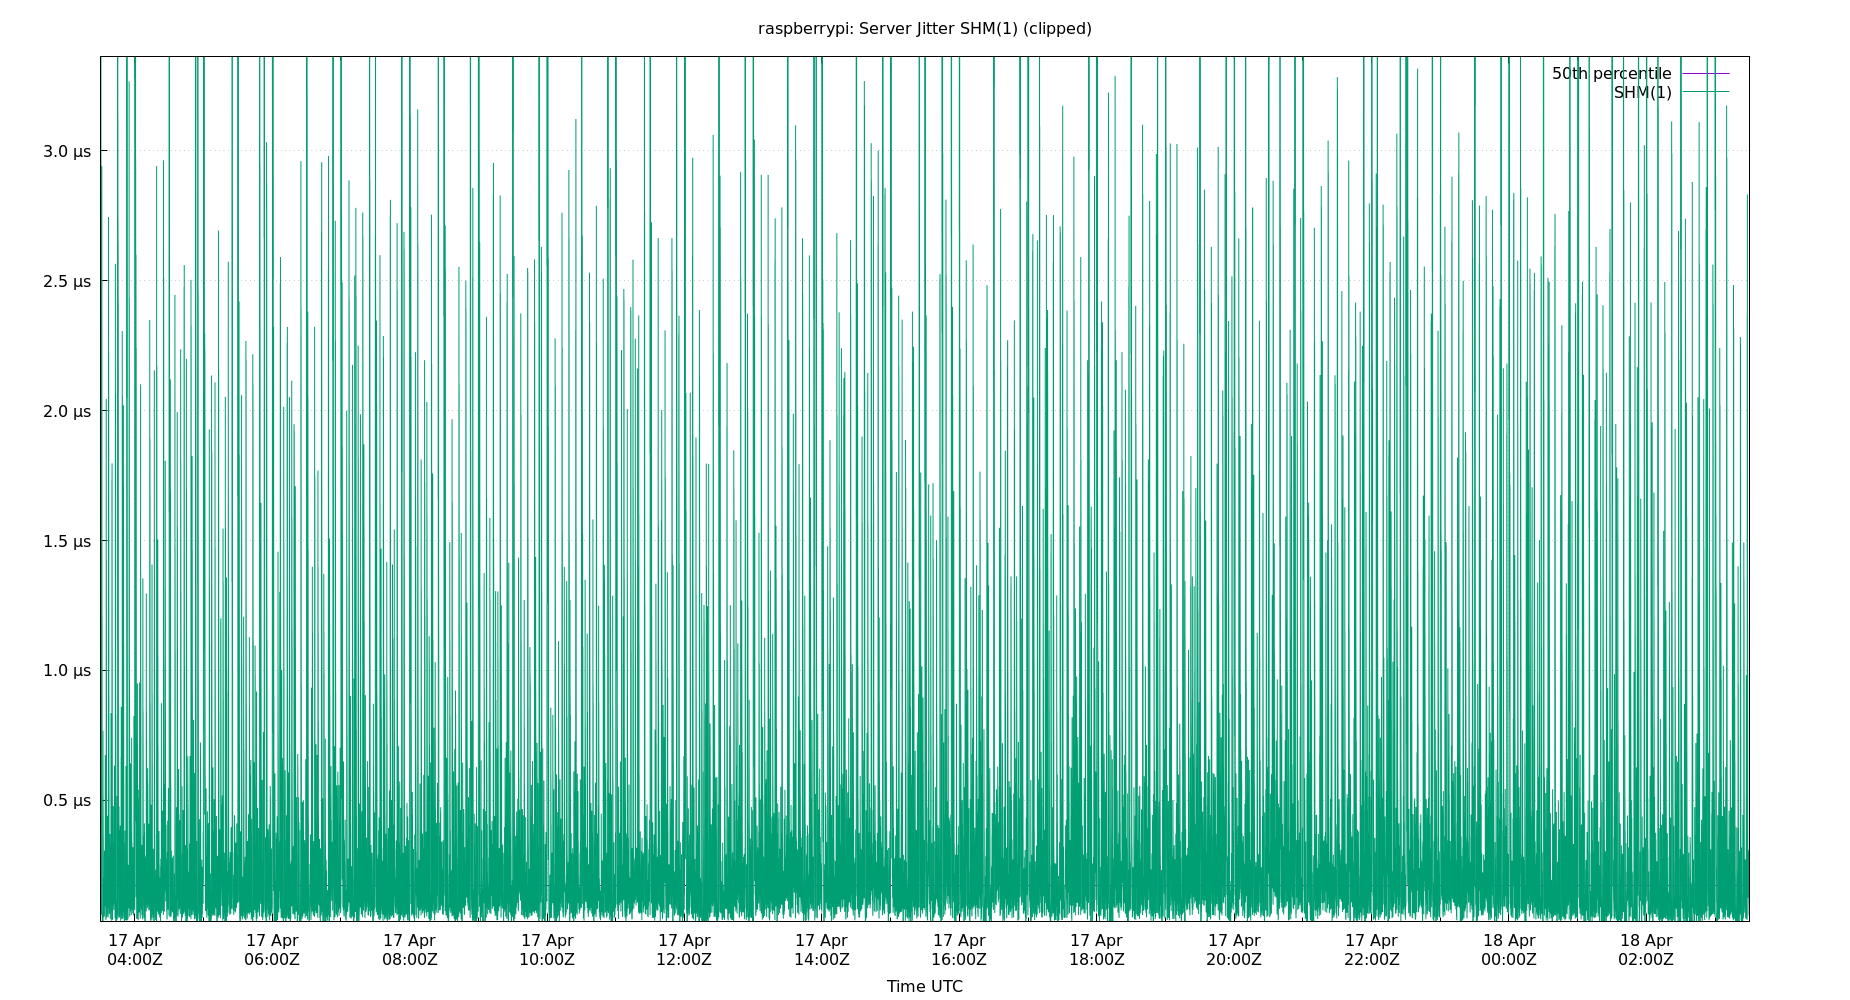 raspberrypi: Server Jitter SHM(1) (clipped)
50th percentile
SHM(1)
3.0 µs
2.5 µs
2.0 µs
1.5 µs
1.0 µs
0.5 µs
17 Apr 17 Apr 17 Apr 17 Apr 17 Apr 17 Apr 17 Apr 17 Apr 17 Apr 17 Apr 18 Apr 18 Apr
04:00Z 06:00Z 08:00Z 10:00Z 12:00Z 14:00Z 16:00Z 18:00Z 20:00Z 22:00Z 00:00Z 02:00Z
Time UTC